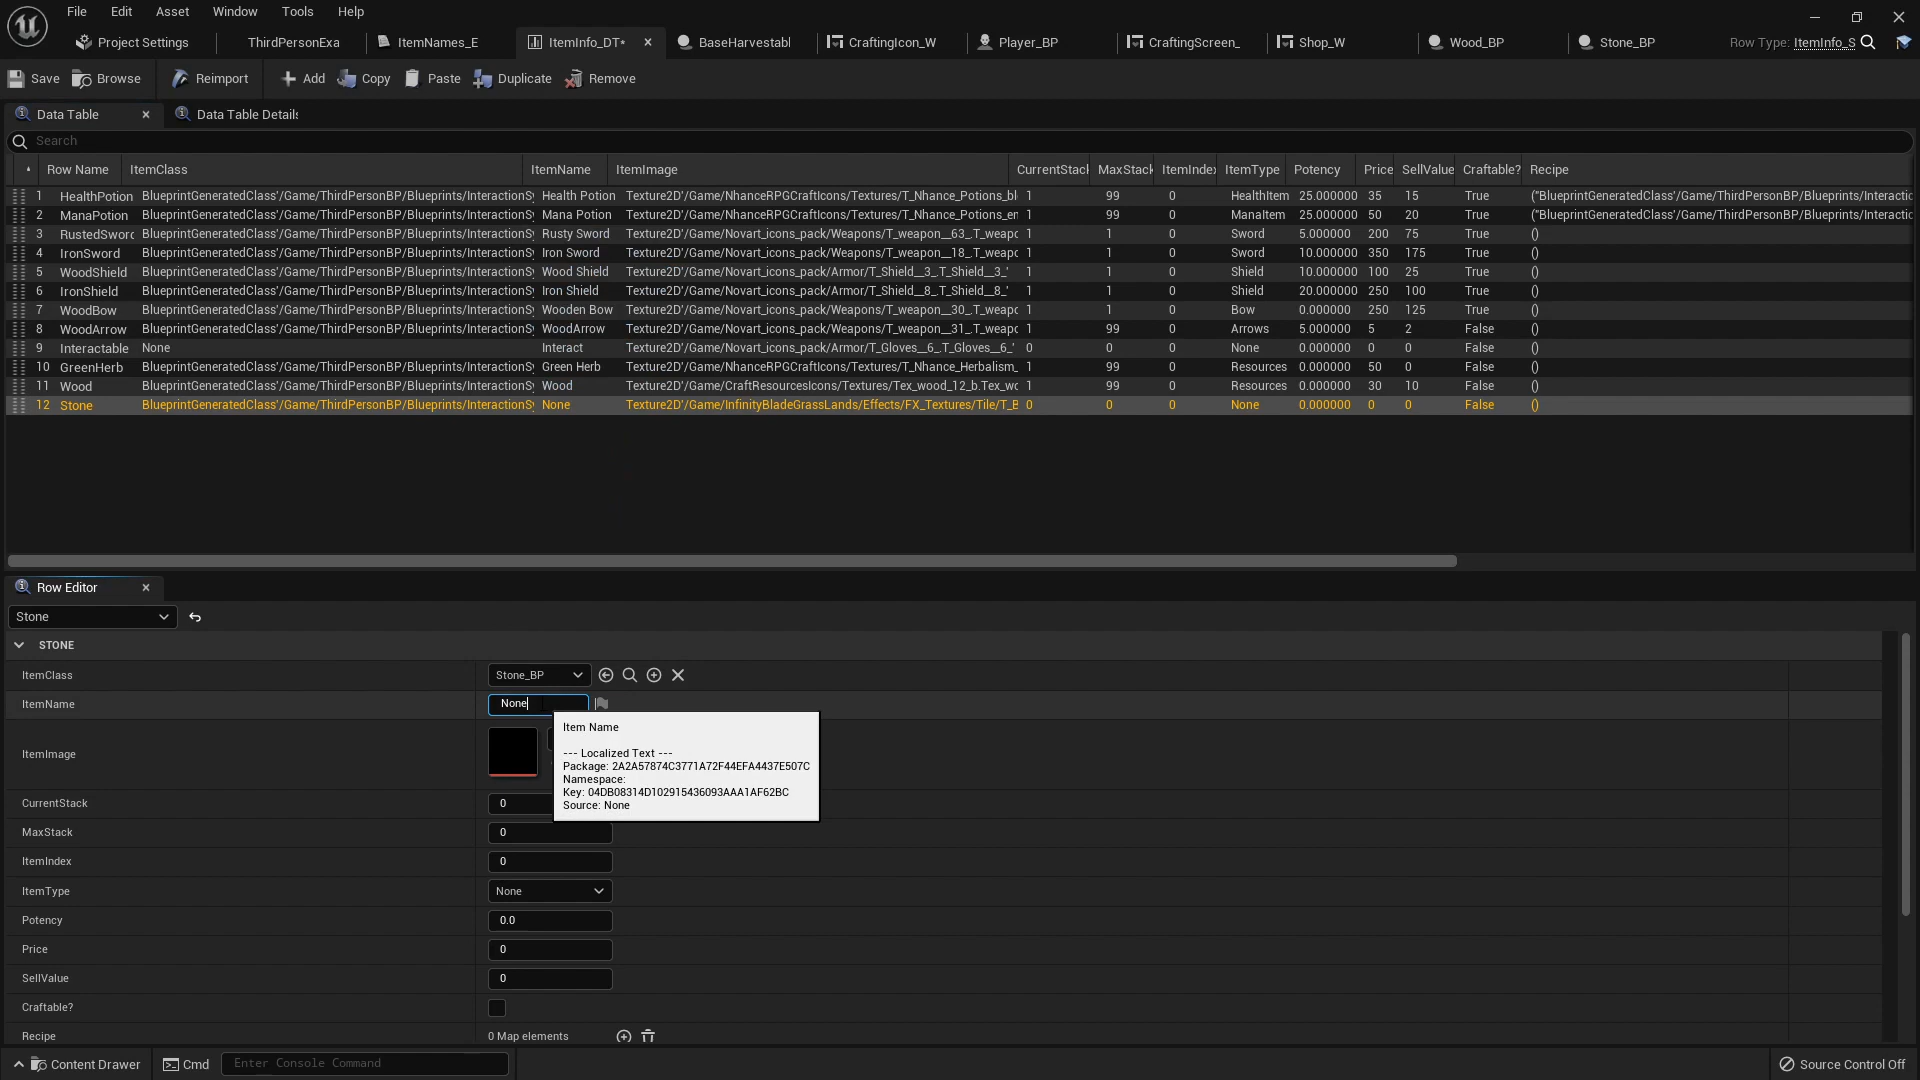 File Edit Asset Window Tools Help
Project Settings ThirdPersonExa ItemNames_E ItemInfo_DT* BaseHarvestabl CraftingIcon_W Player_BP CraftingScreen_ Shop_W Wood_BP Stone_BP Row Type: ItemInfo_S
Save Browse Reimport Add Copy Paste Duplicate Remove
Data Table Data Table Details
Search
Row Name ItemClass ItemName ItemImage CurrentStack MaxStack ItemIndex ItemType Potency Price SellValue Craftable? Recipe
1 HealthPotion BlueprintGeneratedClass'/Game/ThirdPersonBP/Blueprints/InteractionSy Health Potion Texture2D'/Game/NhanceRPGCraftIcons/Textures/T_Nhance_Potions_bl 1 99 0 HealthItem 25.000000 35 15 True (("BlueprintGeneratedClass'/Game/ThirdPersonBP/Blueprints/Interactic
2 ManaPotion BlueprintGeneratedClass'/Game/ThirdPersonBP/Blueprints/InteractionSy Mana Potion Texture2D'/Game/NhanceRPGCraftIcons/Textures/T_Nhance_Potions_en 1 99 0 ManaItem 25.000000 50 20 True (("BlueprintGeneratedClass'/Game/ThirdPersonBP/Blueprints/Interactic
3 RustedSworc BlueprintGeneratedClass'/Game/ThirdPersonBP/Blueprints/InteractionSy Rusty Sword Texture2D'/Game/Novart_icons_pack/Weapons/T_weapon__63_.T_weapc 1 1 0 Sword 5.000000 200 75 True ()
4 IronSword BlueprintGeneratedClass'/Game/ThirdPersonBP/Blueprints/InteractionSy Iron Sword Texture2D'/Game/Novart_icons_pack/Weapons/T_weapon__18_.T_weapc 1 1 0 Sword 10.000000 350 175 True ()
5 WoodShield BlueprintGeneratedClass'/Game/ThirdPersonBP/Blueprints/InteractionSy Wood Shield Texture2D'/Game/Novart_icons_pack/Armor/T_Shield__3_.T_Shield__3_' 1 1 0 Shield 10.000000 100 25 True ()
6 IronShield BlueprintGeneratedClass'/Game/ThirdPersonBP/Blueprints/InteractionSy Iron Shield Texture2D'/Game/Novart_icons_pack/Armor/T_Shield__8_.T_Shield__8_' 1 1 0 Shield 20.000000 250 100 True ()
7 WoodBow BlueprintGeneratedClass'/Game/ThirdPersonBP/Blueprints/InteractionSy Wooden Bow Texture2D'/Game/Novart_icons_pack/Weapons/T_weapon__30_.T_weapc 1 1 0 Bow 0.000000 250 125 True ()
8 WoodArrow BlueprintGeneratedClass'/Game/ThirdPersonBP/Blueprints/InteractionSy WoodArrow Texture2D'/Game/Novart_icons_pack/Weapons/T_weapon__31_.T_weapc 1 99 0 Arrows 5.000000 5 2 False ()
9 Interactable None Interact Texture2D'/Game/Novart_icons_pack/Armor/T_Gloves__6_.T_Gloves__6_' 0 0 0 None 0.000000 0 0 False ()
10 GreenHerb BlueprintGeneratedClass'/Game/ThirdPersonBP/Blueprints/InteractionSy Green Herb Texture2D'/Game/NhanceRPGCraftIcons/Textures/T_Nhance_Herbalism_ 1 99 0 Resources 0.000000 50 0 False ()
11 Wood BlueprintGeneratedClass'/Game/ThirdPersonBP/Blueprints/InteractionSy Wood Texture2D'/Game/CraftResourcesIcons/Textures/Tex_wood_12_b.Tex_wc 1 99 0 Resources 0.000000 30 10 False ()
12 Stone BlueprintGeneratedClass'/Game/ThirdPersonBP/Blueprints/InteractionSy None Texture2D'/Game/InfinityBladeGrassLands/Effects/FX_Textures/Tile/T_B 0 0 0 None 0.000000 0 0 False ()
Row Editor
Stone
STONE
ItemClass Stone_BP
ItemName None
Item Name
--- Localized Text ---
Package: 2A2A57874C3771A72F44EFA4437E507C
Namespace:
Key: 04DB08314D102915436093AAA1AF62BC
Source: None
ItemImage
CurrentStack 0
MaxStack 0
ItemIndex 0
ItemType None
Potency 0.0
Price 0
SellValue 0
Craftable?
Recipe 0 Map elements
Content Drawer Cmd Enter Console Command Source Control Off